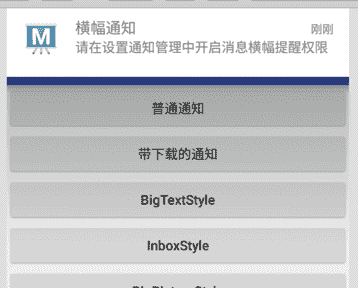 M
横幅通知
刚刚
请在设置通知管理中开启消息横幅提醒权限
普通通知
带下载的通知
BigTextStyle
InboxStyle